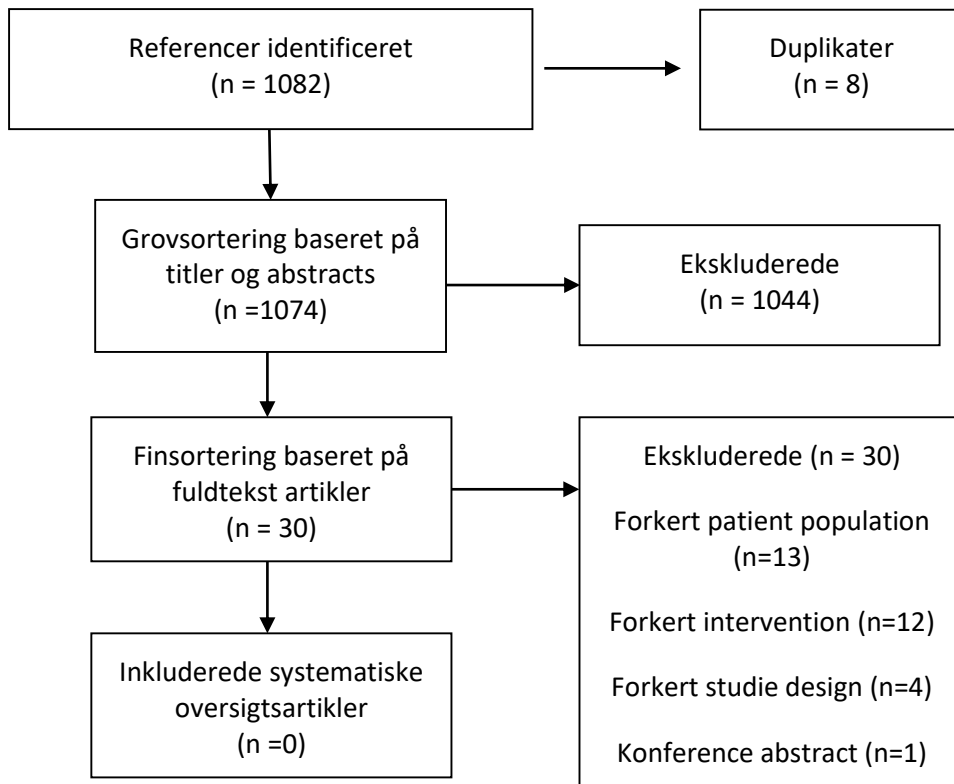 Referencer identificeret
(n = 1082)
Duplikater
(n = 8)
Grovsortering baseret på
titler og abstracts
(n =1074)
Ekskluderede
(n = 1044)
Finsortering baseret på
fuldtekst artikler
(n = 30)
Ekskluderede (n = 30)
Forkert patient population
(n=13)
Forkert intervention (n=12)
Forkert studie design (n=4)
Konference abstract (n=1)
Inkluderede systematiske
oversigtsartikler
(n =0)